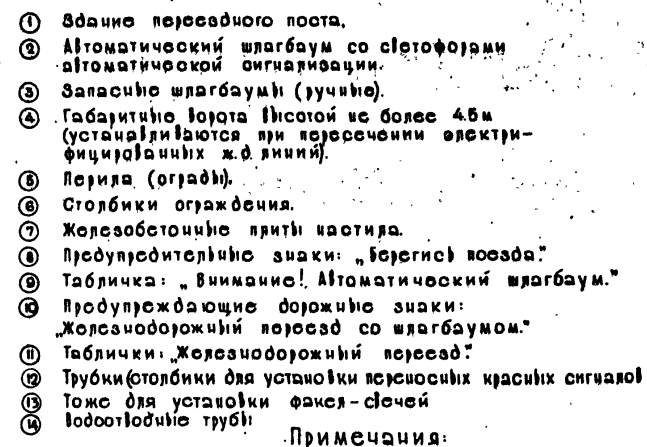 ① Здание переездного поста.
② Автоматический шлагбаум со светофорами
автоматической сигнализации.
③ Запасные шлагбаумы (ручные).
④ Габаритные ворота высотой не более 4.5м
(устанавливаются при пересечении электри-
фицированных ж.д. линий).
⑤ Перила (ограды).
⑥ Столбики ограждения.
⑦ Железобетонные плиты настила.
⑧ Предупредительные знаки: „Берегись поезда."
⑨ Табличка: „Внимание! Автоматический шлагбаум."
⑩ Предупреждающие дорожные знаки:
„Железнодорожный переезд со шлагбаумом."
⑪ Таблички: „Железнодорожный переезд."
⑫ Трубки(столбики для установки переносных красных сигналов
⑬ Тоже для установки факел-свечей
⑭ Водоотводные трубы
Примечания: